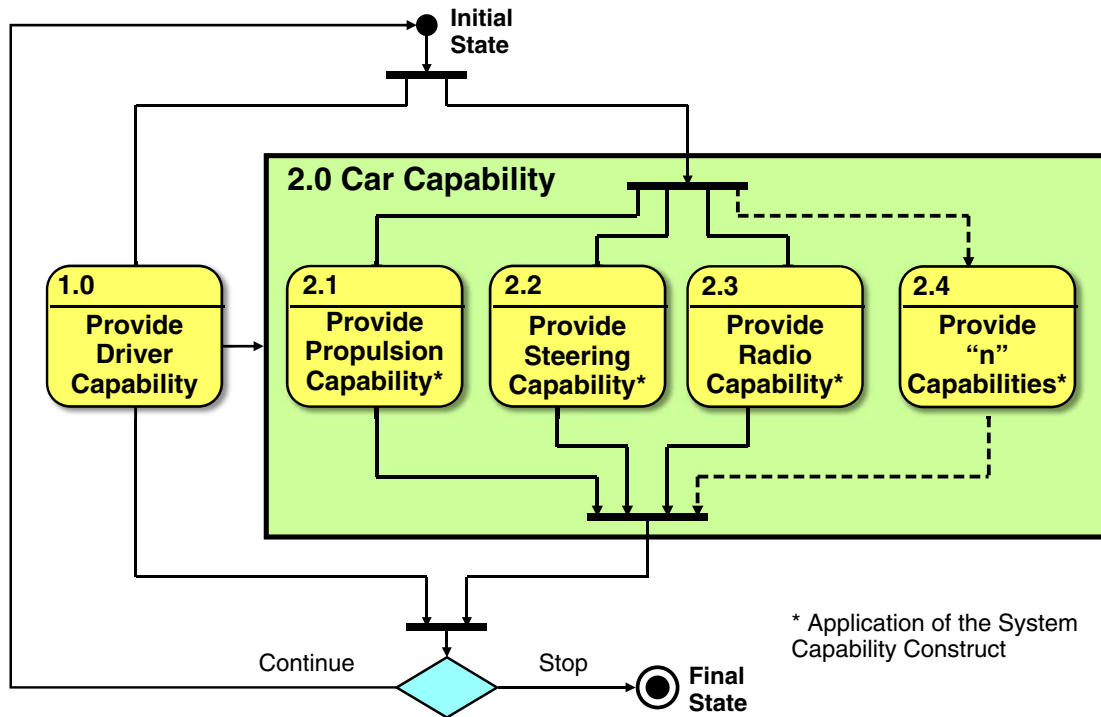 Initial
State
2.0 Car Capability
1.0
Provide
Driver
Capability
2.1
Provide
Propulsion
Capability*
2.2
Provide
Steering
Capability*
2.3
Provide
Radio
Capability*
2.4
Provide
“n”
Capabilities*
* Application of the System
Capability Construct
Continue
Stop
Final
State